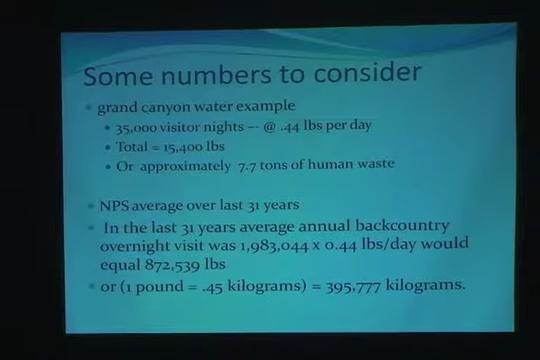 Some numbers to consider
grand canyon water example
35,000 visitor nights –- @ .44 lbs per day
Total = 15,400 lbs
Or approximately 7.7 tons of human waste
NPS average over last 31 years
In the last 31 years average annual backcountry
overnight visit was 1,983,044 x 0.44 lbs/day would
equal 872,539 lbs
or (1 pound = .45 kilograms) = 395,777 kilograms.